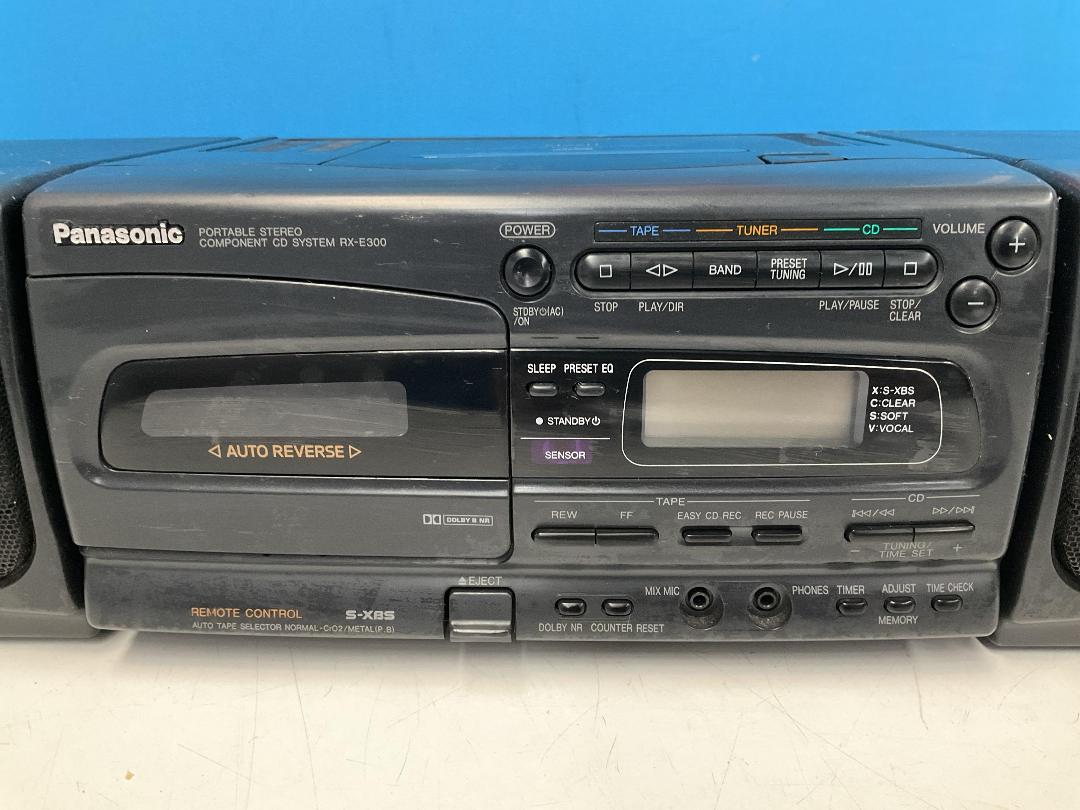 Panasonic
PORTABLE STEREO
COMPONENT CD SYSTEM RX-E300
POWER
STDBY⏻(AC)
/ON
TAPE TUNER CD
VOLUME
+
−
□ ◁▷ BAND PRESET TUNING ▷/▯▯ □
STOP PLAY/DIR PLAY/PAUSE STOP/CLEAR
SLEEP PRESET EQ
STANDBY⏻
SENSOR
X:S-XBS
C:CLEAR
S:SOFT
V:VOCAL
◁ AUTO REVERSE ▷
DOLBY B NR
TAPE
REW FF EASY CD REC REC PAUSE
CD
|◁◁/◁◁ ▷▷/▷▷|
− TUNING/ +
TIME SET
▲EJECT
REMOTE CONTROL S-XBS
AUTO TAPE SELECTOR NORMAL·CrO2/METAL(P.B)
DOLBY NR COUNTER RESET
MIX MIC PHONES
TIMER ADJUST TIME CHECK
MEMORY